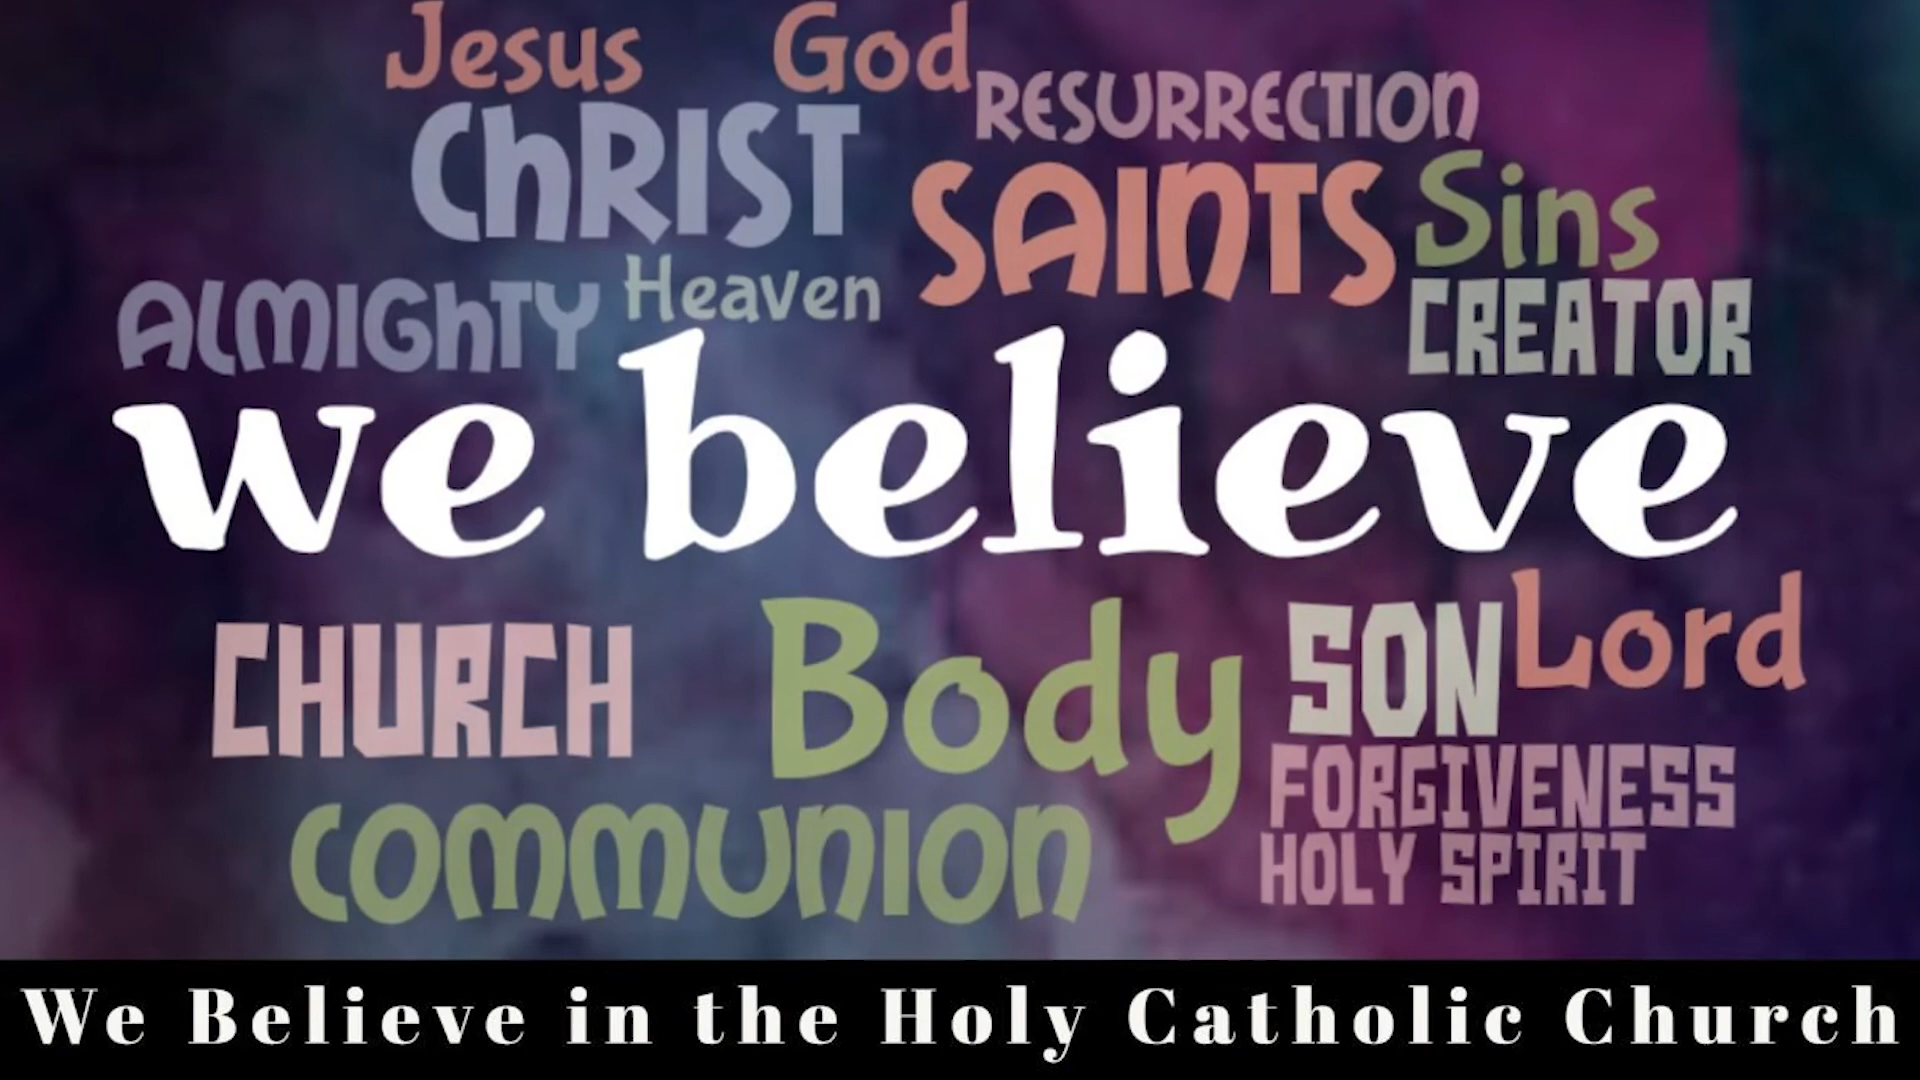 Jesus God
RESURRECTION
ChRIST
SAINTS Sins
Heaven
ALMIGhTY
CREATOR
we believe
Lord
CHURCH Body SON
FORGIVENESS
COMMUNION
HOLY SPIRIT
We Believe in the Holy Catholic Church